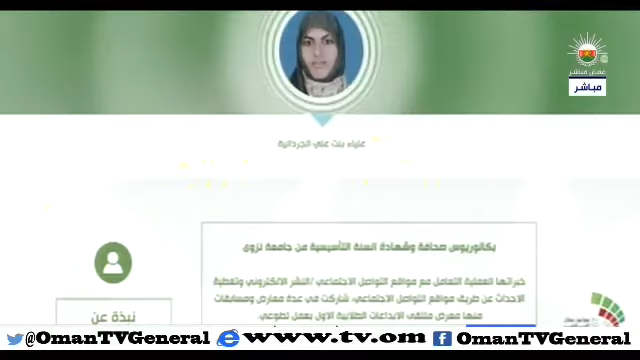 عمان مباشر
مباشر
علياء بنت علي الجردانية
بكالوريوس صحافة وشهادة السنة التأسيسية من جامعة نزوى
خبراتها العملية التعامل مع مواقع التواصل الاجتماعي /النشر الالكتروني وتغطية
الاحداث عن طريق مواقع التواصل الاجتماعي، شاركت في عدة معارض ومسابقات
منها معرض ملتقى الابداعات الطلابية الاول بعمل تطوعي.
نبذة عن
@OmanTVGeneral
www.tv.om
OmanTVGeneral